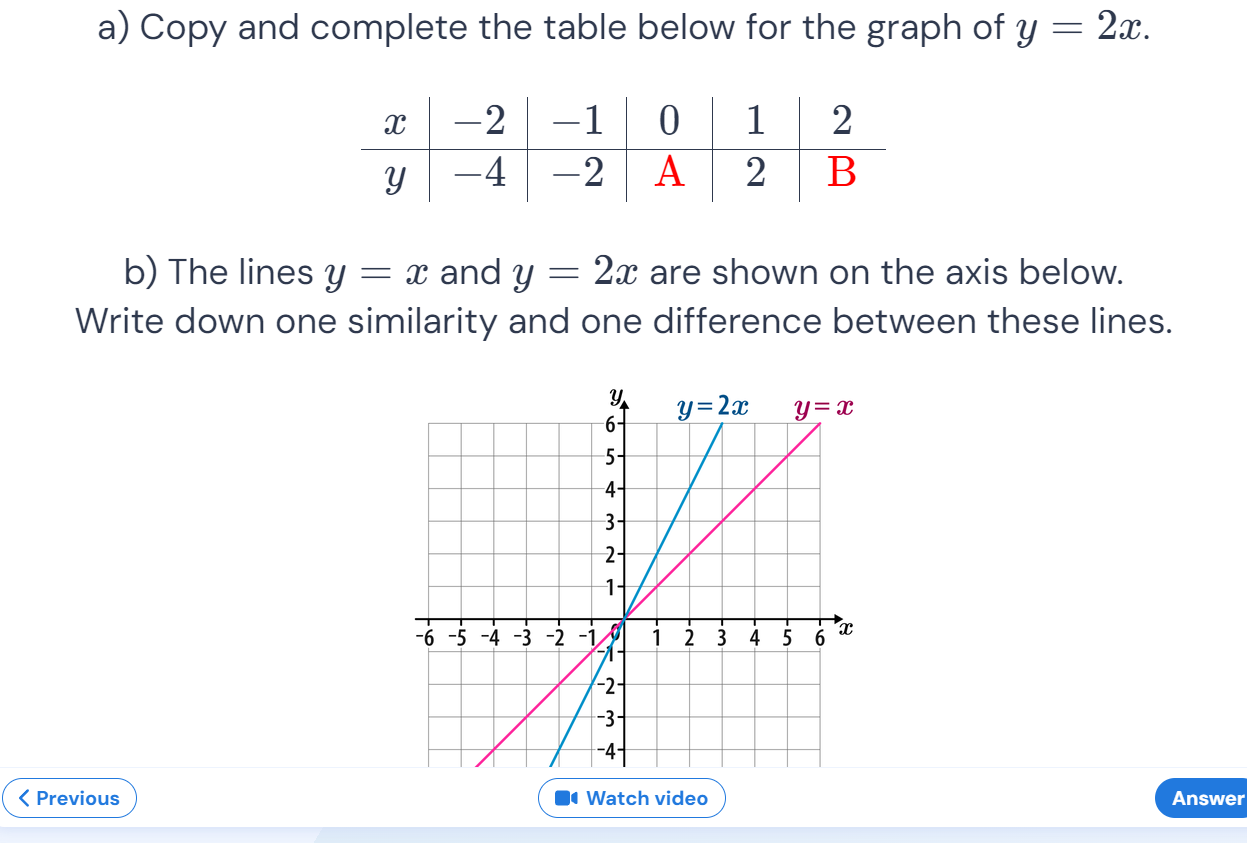 a) Copy and complete the table below for the graph of y = 2x.
x −2 −1 0 1 2
y −4 −2 A 2 B
b) The lines y = x and y = 2x are shown on the axis below.
Write down one similarity and one difference between these lines.
y
y=2x y=x
6
5
4
3
2
1
-6 -5 -4 -3 -2 -1 0 1 2 3 4 5 6 x
-1
-2
-3
-4
Previous
Watch video
Answer